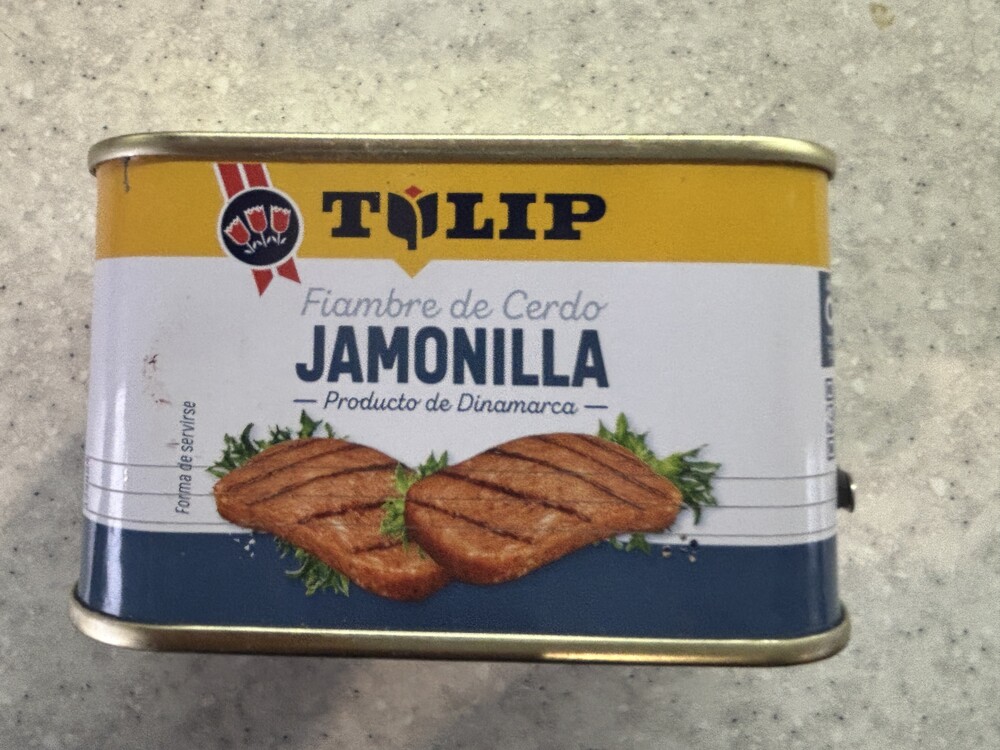 TULIP
Fiambre de Cerdo
JAMONILLA
Producto de Dinamarca
Forma de servirse